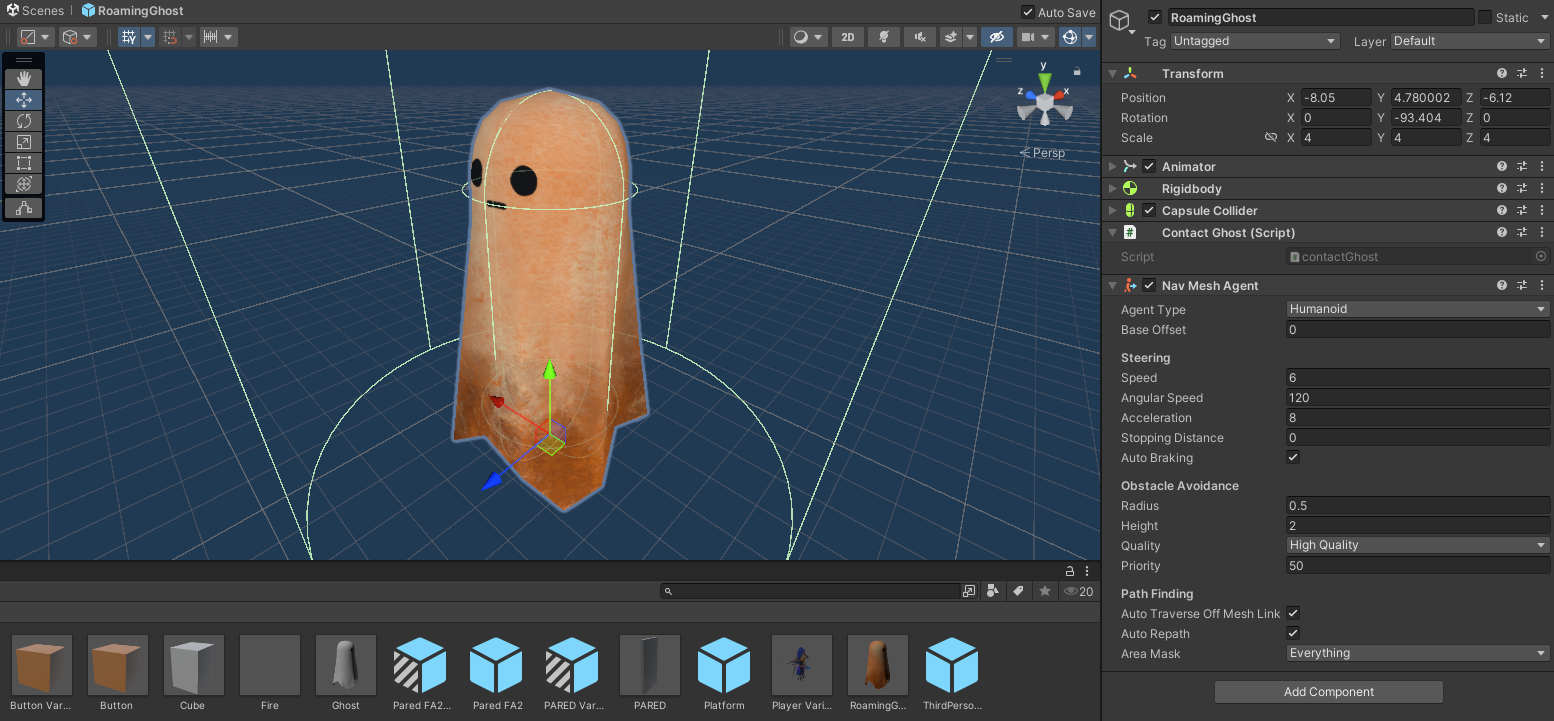 Scenes | RoamingGhost
Auto Save
2D
y
z x
< Persp
20
Button Var...
Button
Cube
Fire
Ghost
Pared FA2...
Pared FA2
PARED Var...
PARED
Platform
Player Vari...
RoamingG...
ThirdPerso...
RoamingGhost Static
Tag Untagged Layer Default
Transform
Position X -8.05 Y 4.780002 Z -6.12
Rotation X 0 Y -93.404 Z 0
Scale X 4 Y 4 Z 4
Animator
Rigidbody
Capsule Collider
# Contact Ghost (Script)
Script contactGhost
Nav Mesh Agent
Agent Type Humanoid
Base Offset 0
Steering
Speed 6
Angular Speed 120
Acceleration 8
Stopping Distance 0
Auto Braking
Obstacle Avoidance
Radius 0.5
Height 2
Quality High Quality
Priority 50
Path Finding
Auto Traverse Off Mesh Link
Auto Repath
Area Mask Everything
Add Component